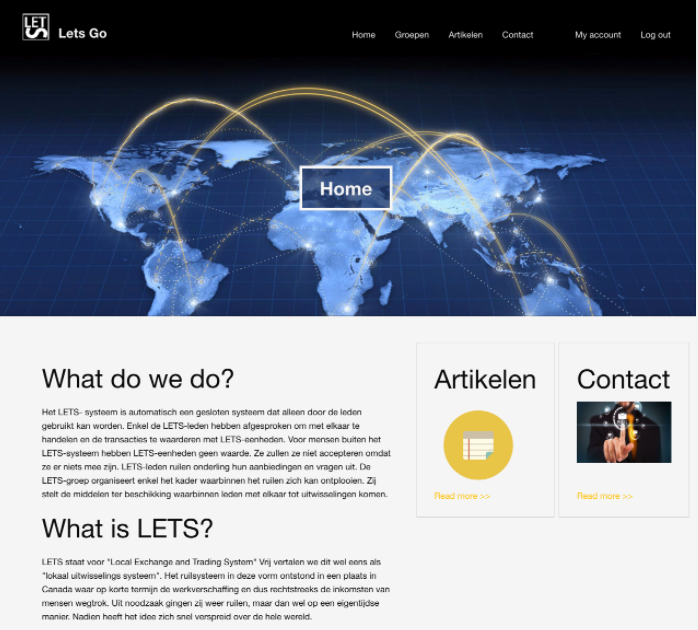 LET
S
Lets Go
Home
Groepen
Artikelen
Contact
My account
Log out
Home
What do we do?
Het LETS- systeem is automatisch een gesloten systeem dat alleen door de leden
gebruikt kan worden. Enkel de LETS-leden hebben afgesproken om met elkaar te
handelen en de transacties te waarderen met LETS-eenheden. Voor mensen buiten het
LETS-systeem hebben LETS-eenheden geen waarde. Ze zullen ze niet accepteren omdat
ze er niets mee zijn. LETS-leden ruilen onderling hun aanbiedingen en vragen uit. De
LETS-groep organiseert enkel het kader waarbinnen het ruilen zich kan ontplooien. Zij
stelt de middelen ter beschikking waarbinnen leden met elkaar tot uitwisselingen komen.
What is LETS?
LETS staat voor "Local Exchange and Trading System" Vrij vertalen we dit wel eens als
"lokaal uitwisselings systeem". Het ruilsysteem in deze vorm ontstond in een plaats in
Canada waar op korte termijn de werkverschaffing en dus rechtstreeks de inkomsten van
mensen wegtrok. Uit noodzaak gingen zij weer ruilen, maar dan wel op een eigentijdse
manier. Nadien heeft het idee zich snel verspreid over de hele wereld.
Artikelen
Read more >>
Contact
Read more >>